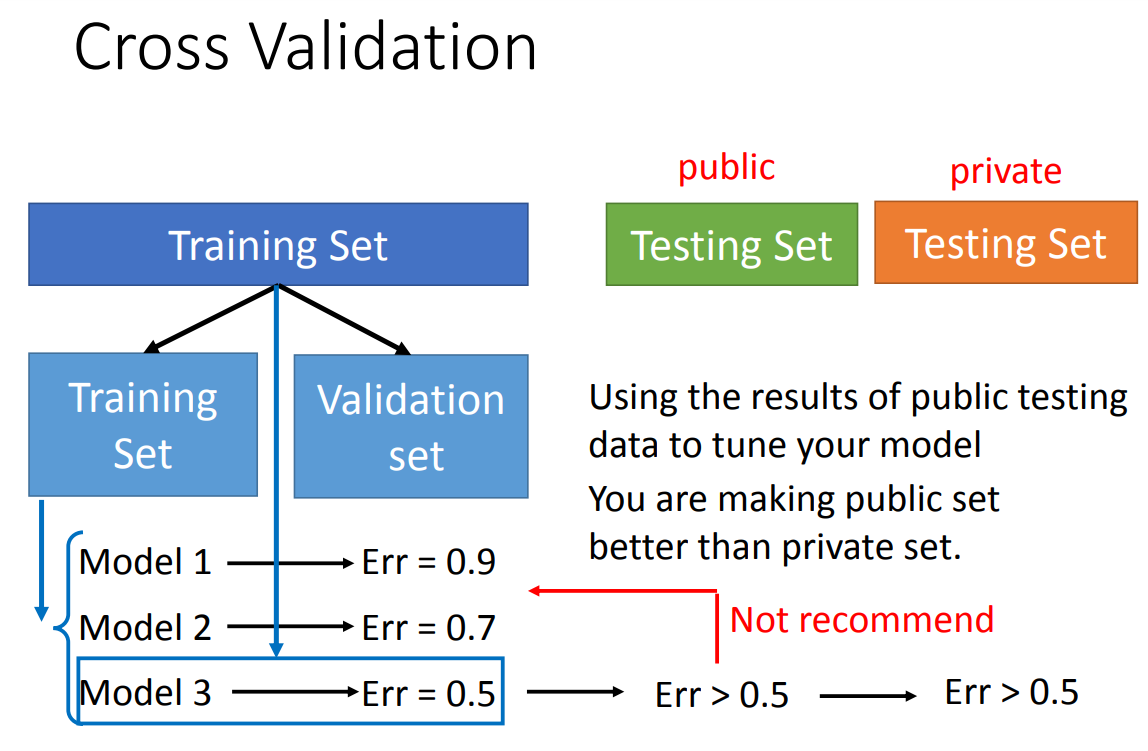 Cross Validation
public
private
Training Set
Testing Set
Testing Set
Training
Set
Validation
set
Using the results of public testing
data to tune your model
You are making public set
better than private set.
Model 1
Err = 0.9
Model 2
Err = 0.7
Not recommend
Model 3
Err = 0.5
Err > 0.5
Err > 0.5